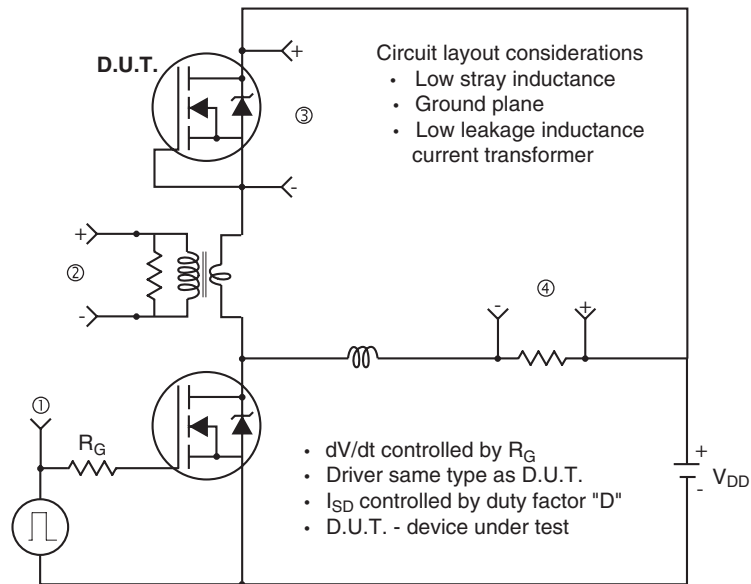 D.U.T.
+
③
-
Circuit layout considerations
• Low stray inductance
• Ground plane
• Low leakage inductance
current transformer
+
②
-
④
- +
①
R_G
• dV/dt controlled by R_G
• Driver same type as D.U.T.
• I_SD controlled by duty factor "D"
• D.U.T. - device under test
+
V_DD
-